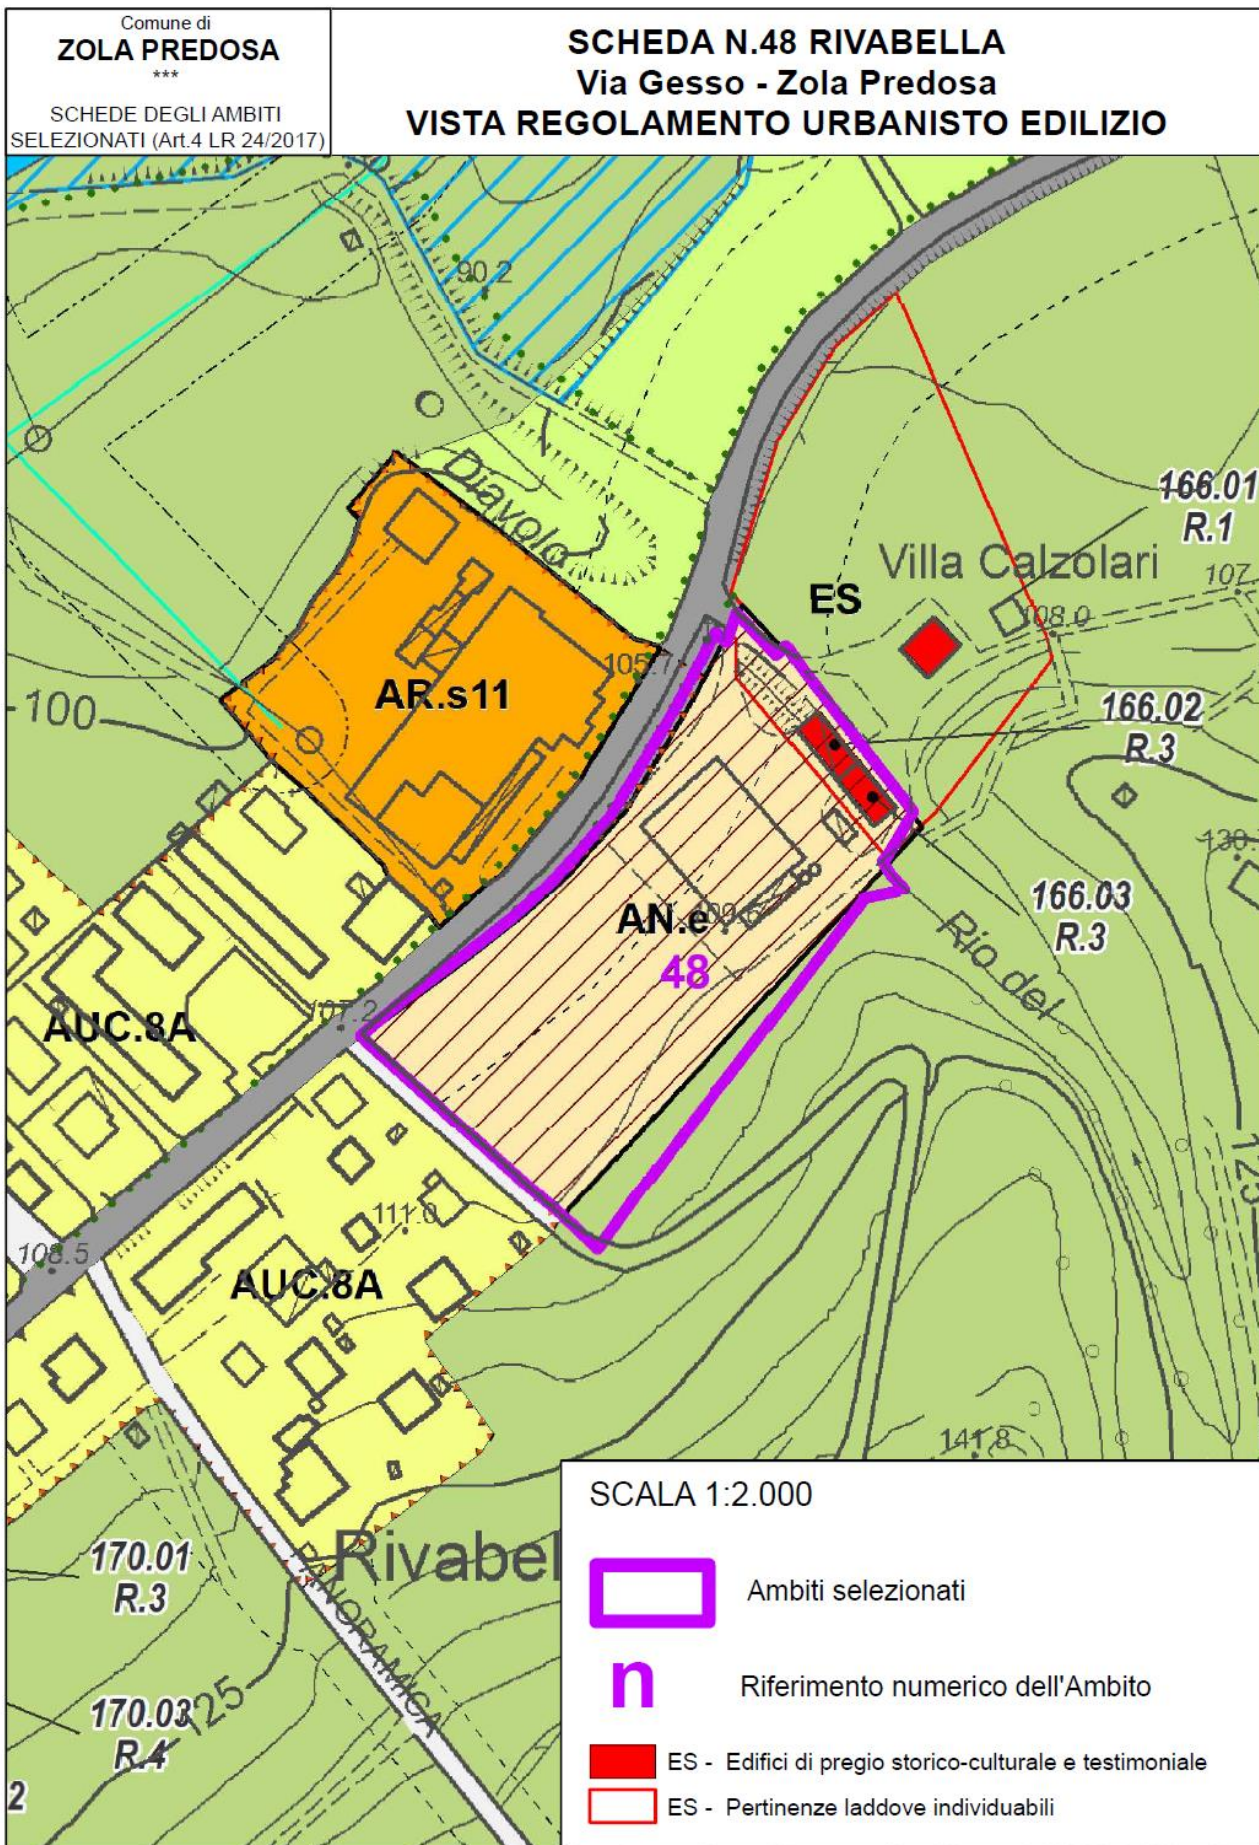 Comune di
ZOLA PREDOSA
***
SCHEDE DEGLI AMBITI
SELEZIONATI (Art.4 LR 24/2017)
SCHEDA N.48 RIVABELLA
Via Gesso - Zola Predosa
VISTA REGOLAMENTO URBANISTO EDILIZIO
90.2
Diavolo
166.01
R.1
Villa Calzolari
107
ES
108.0
105.7
AR.s11
100
166.02
R.3
130
166.03
R.3
AN.e
48
Rio del
107.2
AUC.8A
125
111.0
108.5
AUC.8A
141.8
170.01
R.3
Rivabel
PANORAMICA
125
170.03
R.4
2
SCALA 1:2.000
Ambiti selezionati
n
Riferimento numerico dell'Ambito
ES - Edifici di pregio storico-culturale e testimoniale
ES - Pertinenze laddove individuabili